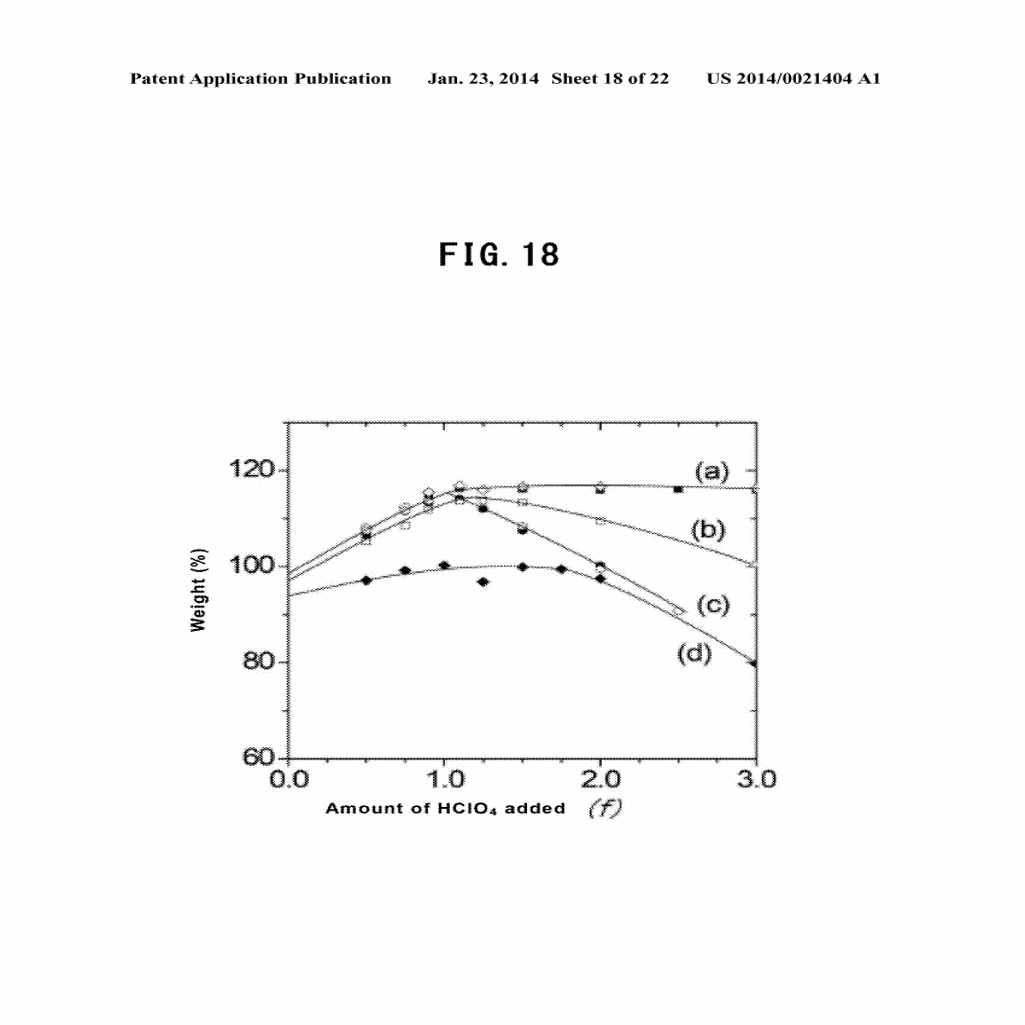 Patent Application Publication Jan. 23, 2014 Sheet 18 of 22 US 2014/0021404 A1
FIG. 18
120
(a)
(b)
100
Weight (%)
(c)
(d)
80
60
0.0 1.0 2.0 3.0
Amount of HClO₄ added (f)